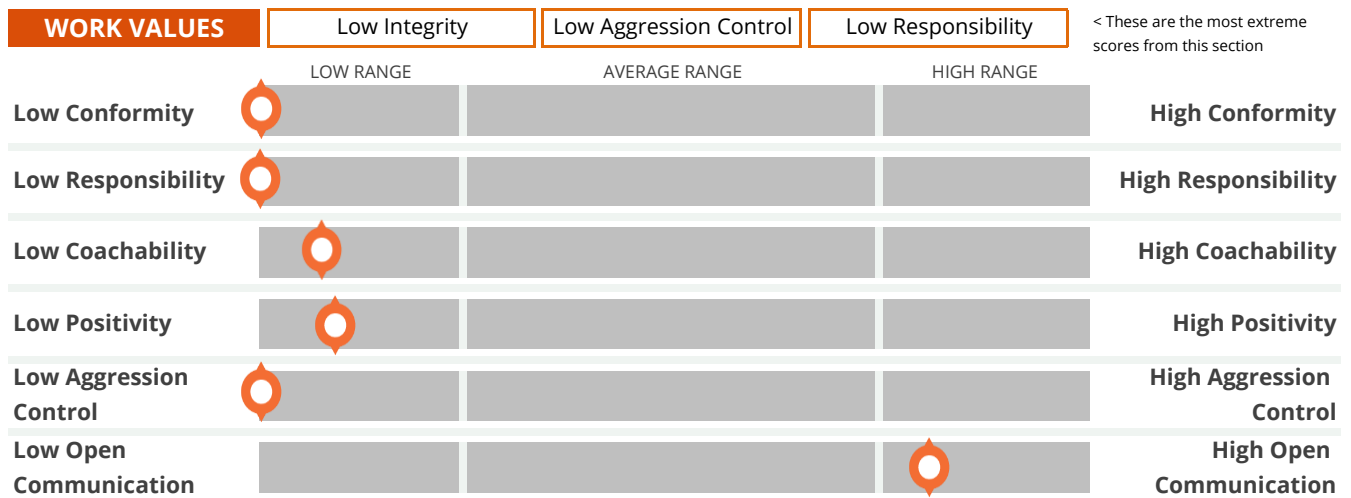 WORK VALUES Low Integrity Low Aggression Control Low Responsibility < These are the most extreme
scores from this section
LOW RANGE AVERAGE RANGE HIGH RANGE
Low Conformity High Conformity
Low Responsibility High Responsibility
Low Coachability High Coachability
Low Positivity High Positivity
Low Aggression
Control
High Aggression
Control
Low Open
Communication
High Open
Communication